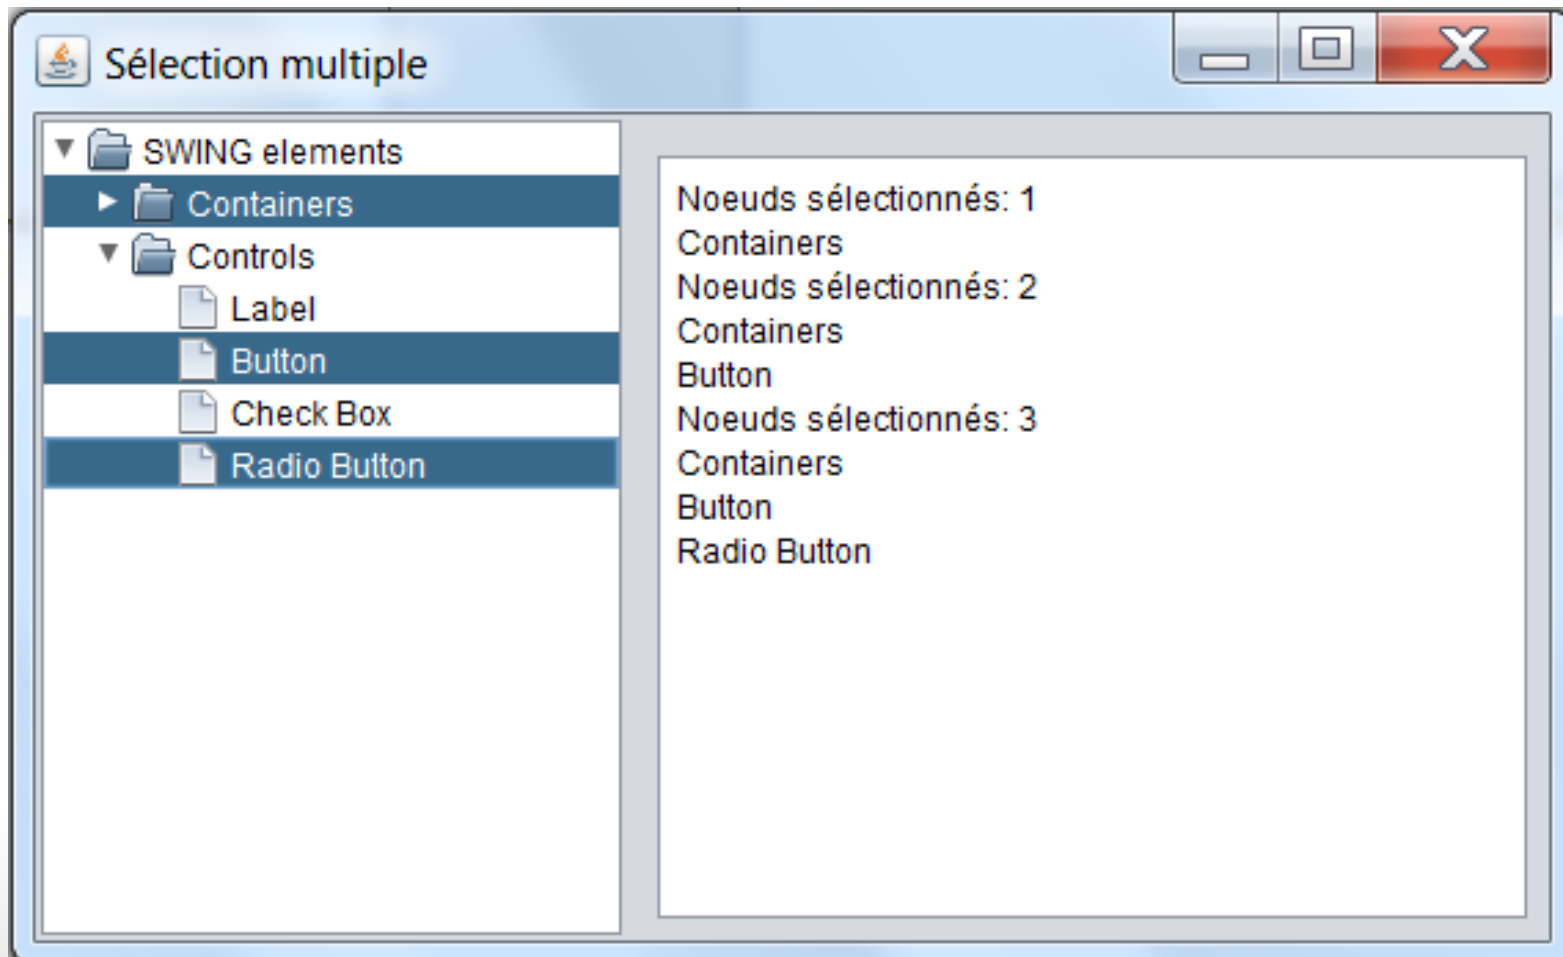 Sélection multiple
SWING elements
Containers
Controls
Label
Button
Check Box
Radio Button
Noeuds sélectionnés: 1
Containers
Noeuds sélectionnés: 2
Containers
Button
Noeuds sélectionnés: 3
Containers
Button
Radio Button